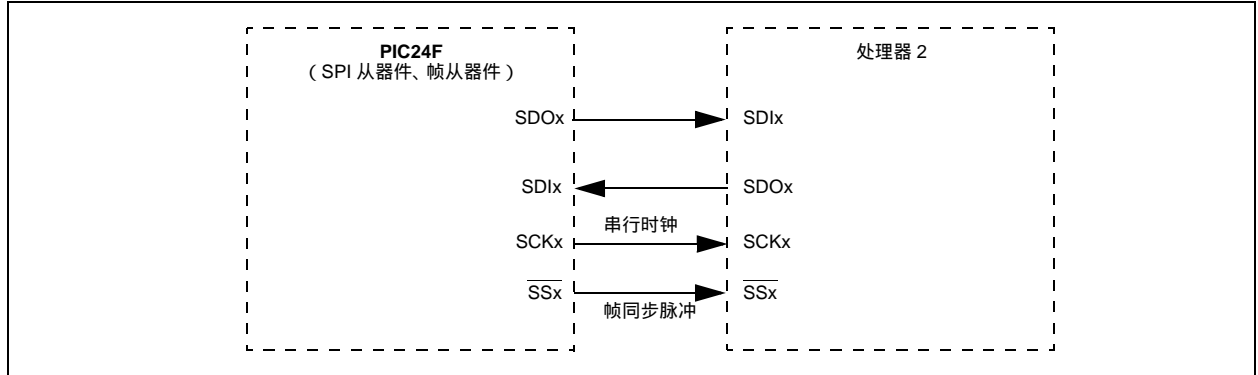 PIC24F
（SPI 从器件、帧从器件）
处理器 2
SDOx
SDIx
SDIx
SDOx
串行时钟
SCKx
SCKx
SSx
SSx
帧同步脉冲